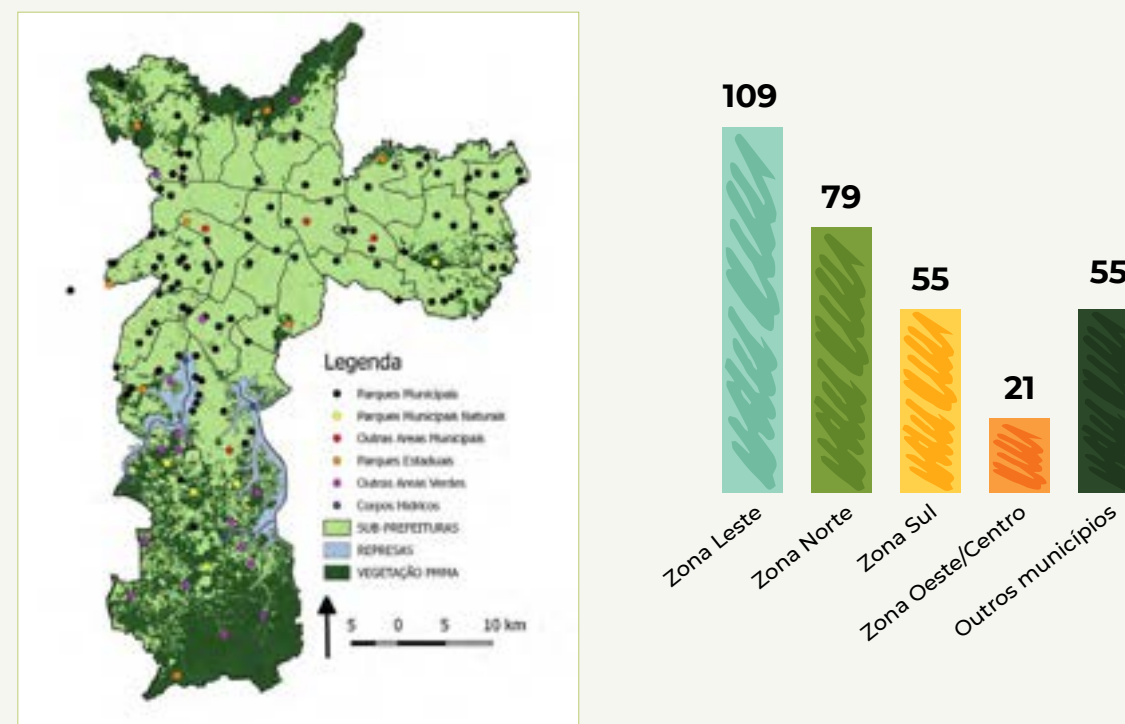 Legenda
Parques Municipais
Parques Municipais Naturais
Outras Areas Municipais
Parques Estaduais
Outras Areas Verdes
Corpos Hídricos
SUB-PREFEITURAS
REPRESAS
VEGETAÇÃO PMMA
5 0 5 10 km
109
79
55
21
55
Zona Leste
Zona Norte
Zona Sul
Zona Oeste/Centro
Outros municípios